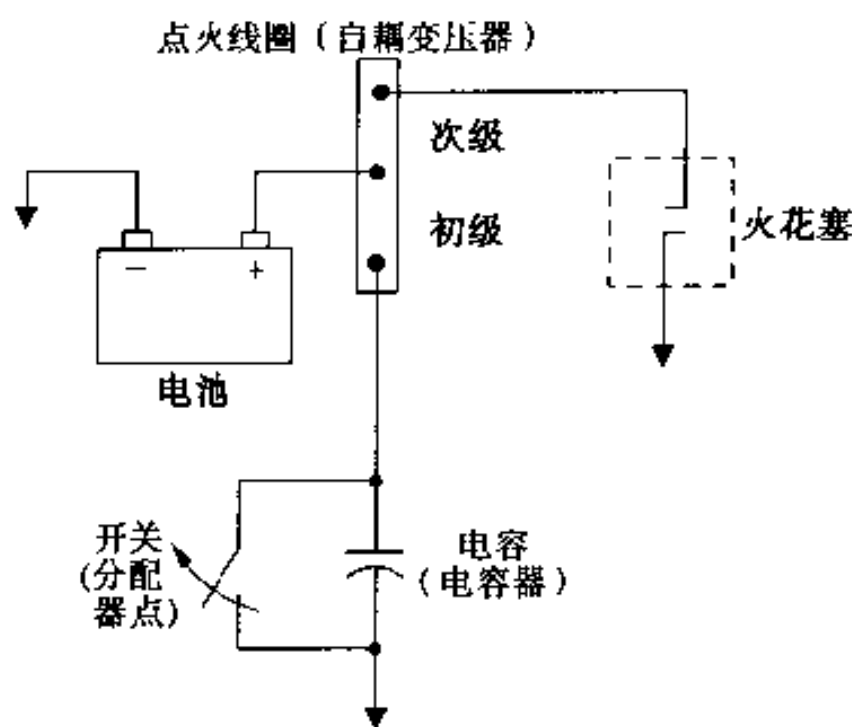 点火线圈（自耦变压器）
次级
初级
火花塞
− +
电池
开关
(分配
器点)
电容
（电容器）